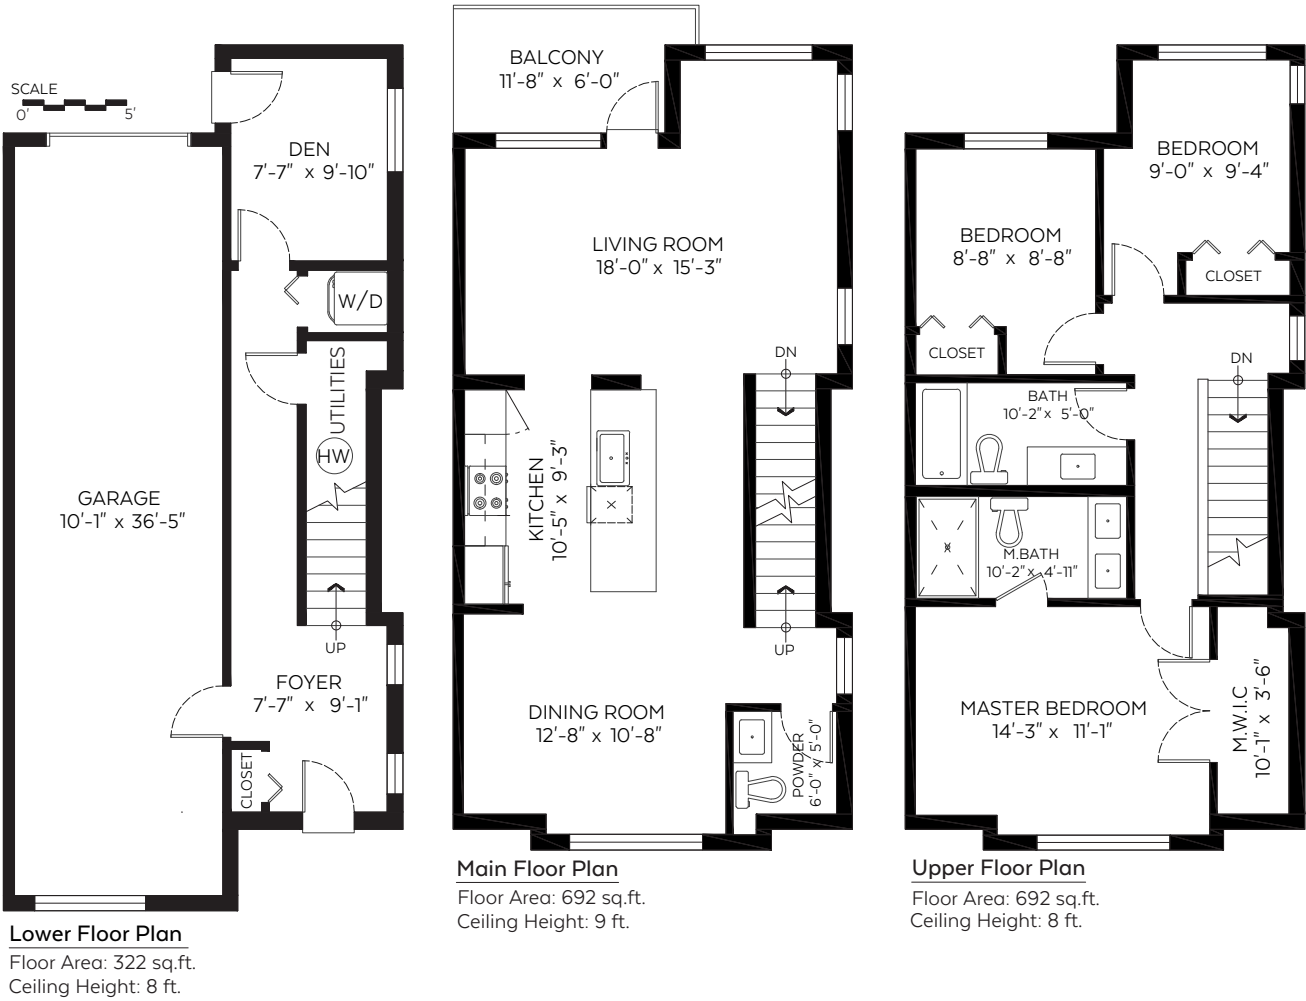 SCALE
0' 5'
DEN
7'-7" x 9'-10"
W/D
UTILITIES
HW
GARAGE
10'-1" x 36'-5"
UP
FOYER
7'-7" x 9'-1"
CLOSET
Lower Floor Plan
Floor Area: 322 sq.ft.
Ceiling Height: 8 ft.
BALCONY
11'-8" x 6'-0"
LIVING ROOM
18'-0" x 15'-3"
DN
KITCHEN
10'-5" x 9'-3"
UP
DINING ROOM
12'-8" x 10'-8"
POWDER
6'-0" x 5'-0"
Main Floor Plan
Floor Area: 692 sq.ft.
Ceiling Height: 9 ft.
BEDROOM
9'-0" x 9'-4"
BEDROOM
8'-8" x 8'-8"
CLOSET
CLOSET
DN
BATH
10'-2" x 5'-0"
M.BATH
10'-2" x 4'-11"
MASTER BEDROOM
14'-3" x 11'-1"
M.W.I.C
10'-1" x 3'-6"
Upper Floor Plan
Floor Area: 692 sq.ft.
Ceiling Height: 8 ft.